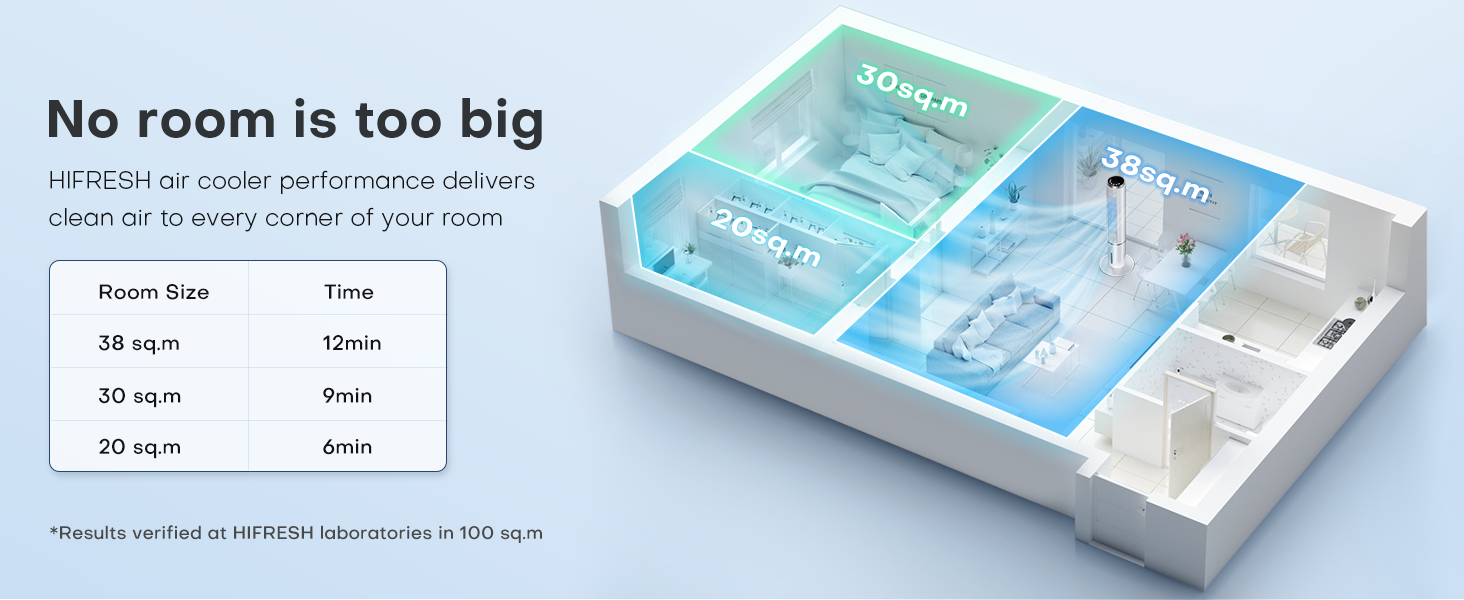 No room is too big
HIFRESH air cooler performance delivers
clean air to every corner of your room
Room Size Time
38 sq.m 12min
30 sq.m 9min
20 sq.m 6min
*Results verified at HIFRESH laboratories in 100 sq.m
30sq.m
38sq.m
20sq.m